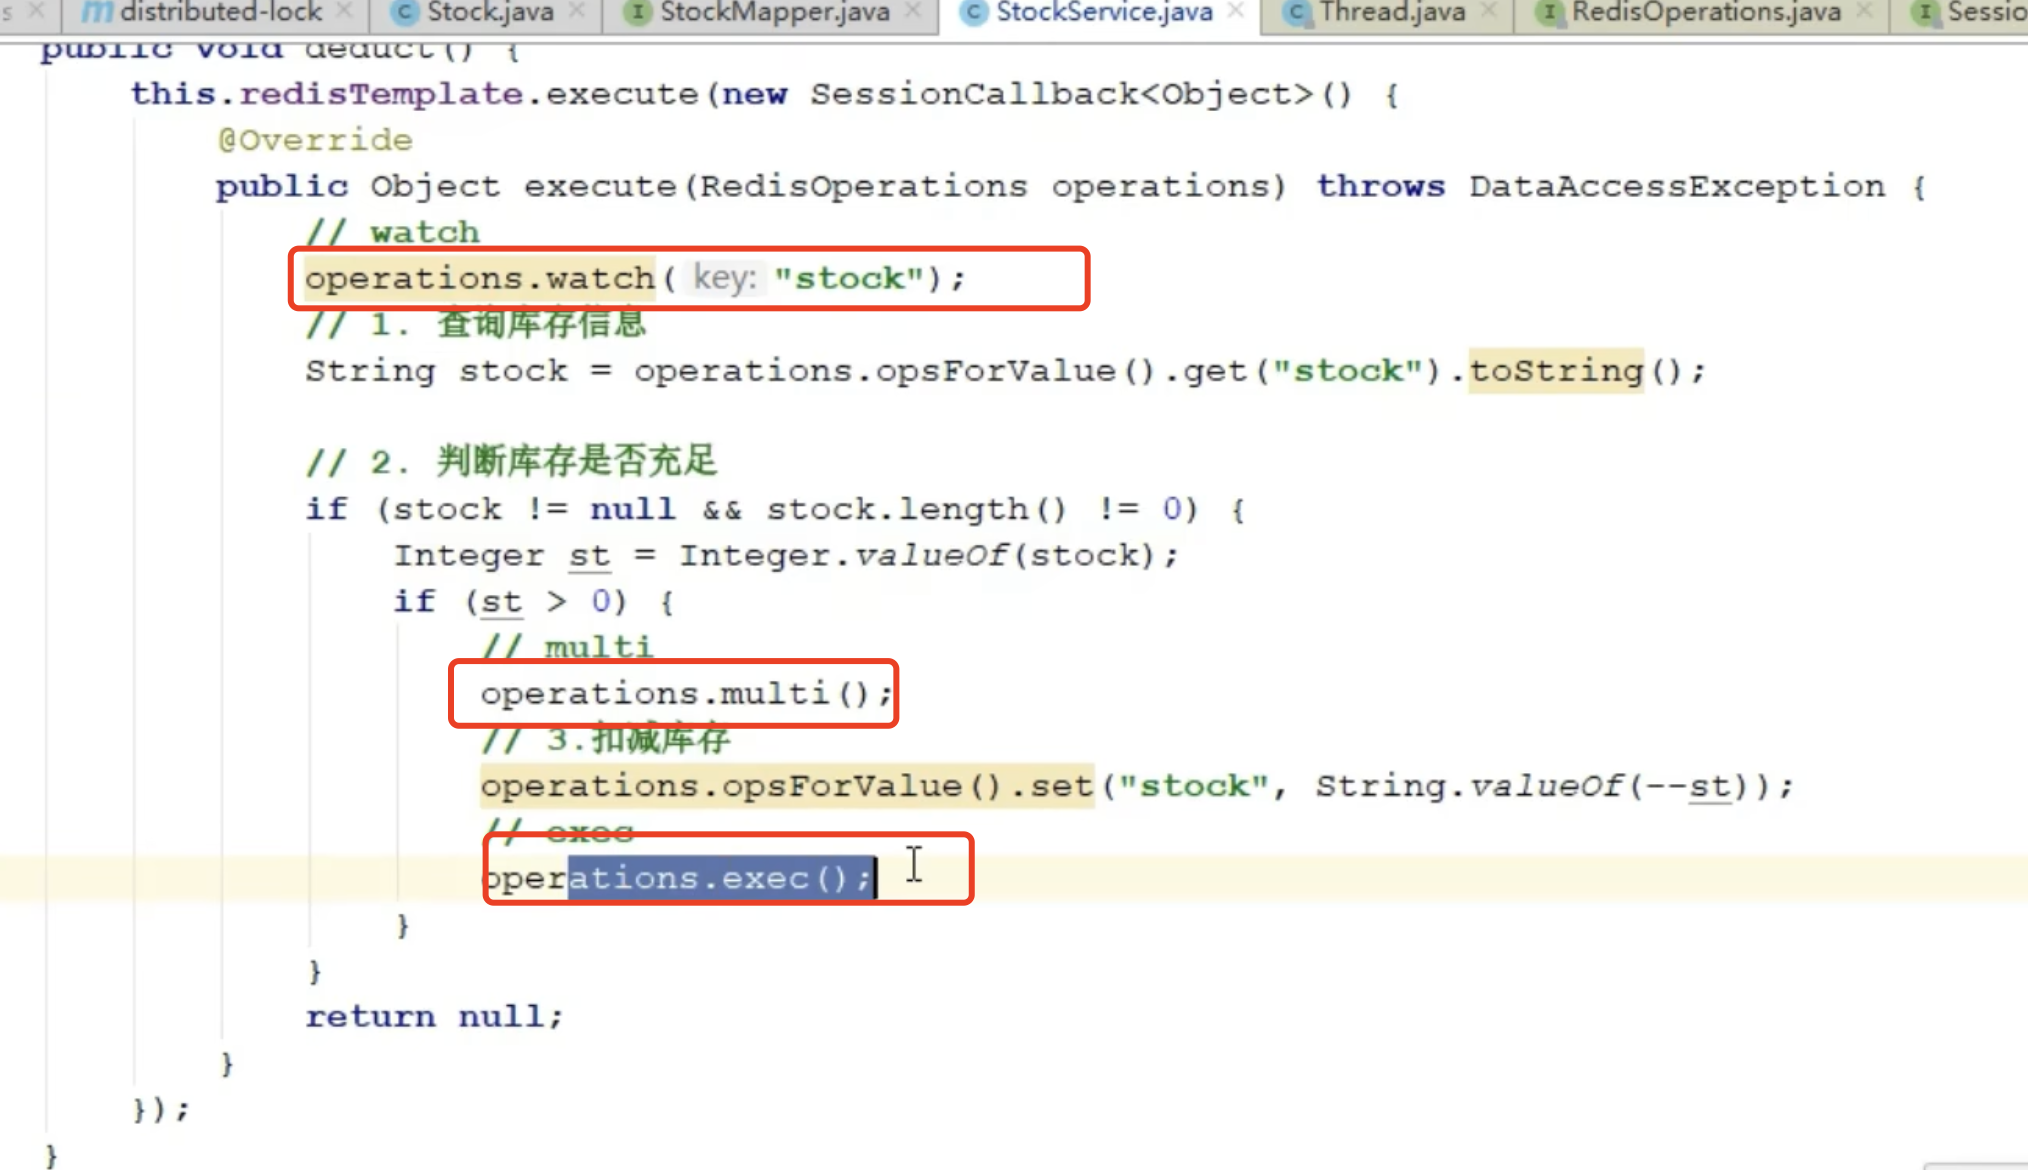 s distributed-lock Stock.java StockMapper.java StockService.java Thread.java RedisOperations.java Sessio
public void deduct() {
this.redisTemplate.execute(new SessionCallback<Object>() {
@Override
public Object execute(RedisOperations operations) throws DataAccessException {
// watch
operations.watch( key: "stock");
// 1. 查询库存信息
String stock = operations.opsForValue().get("stock").toString();
// 2. 判断库存是否充足
if (stock != null && stock.length() != 0) {
Integer st = Integer.valueOf(stock);
if (st > 0) {
// multi
operations.multi();
// 3.扣减库存
operations.opsForValue().set("stock", String.valueOf(--st));
// exec
operations.exec();
}
}
return null;
}
});
}